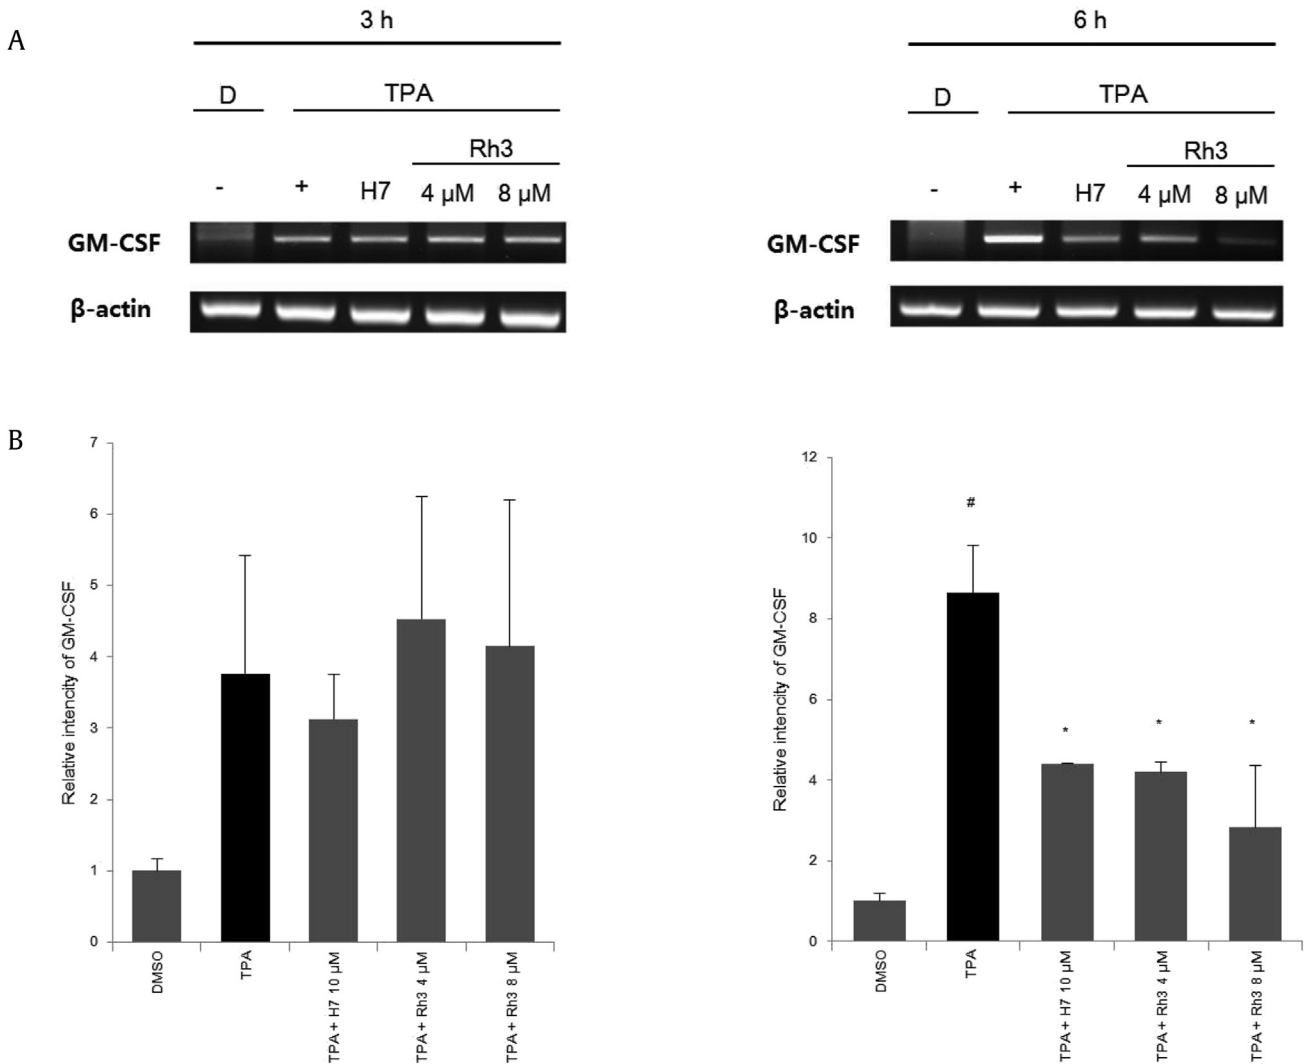 A
3 h
D
TPA
Rh3
-
+
H7
4 µM
8 µM
GM-CSF
β-actin
6 h
D
TPA
Rh3
-
+
H7
4 µM
8 µM
GM-CSF
β-actin
B
Relative intencity of GM-CSF
7
6
5
4
3
2
1
0
DMSO
TPA
TPA + H7 10 µM
TPA + Rh3 4 µM
TPA + Rh3 8 µM
Relative intencity of GM-CSF
12
10
8
6
4
2
0
#
*
*
*
DMSO
TPA
TPA + H7 10 µM
TPA + Rh3 4 µM
TPA + Rh3 8 µM